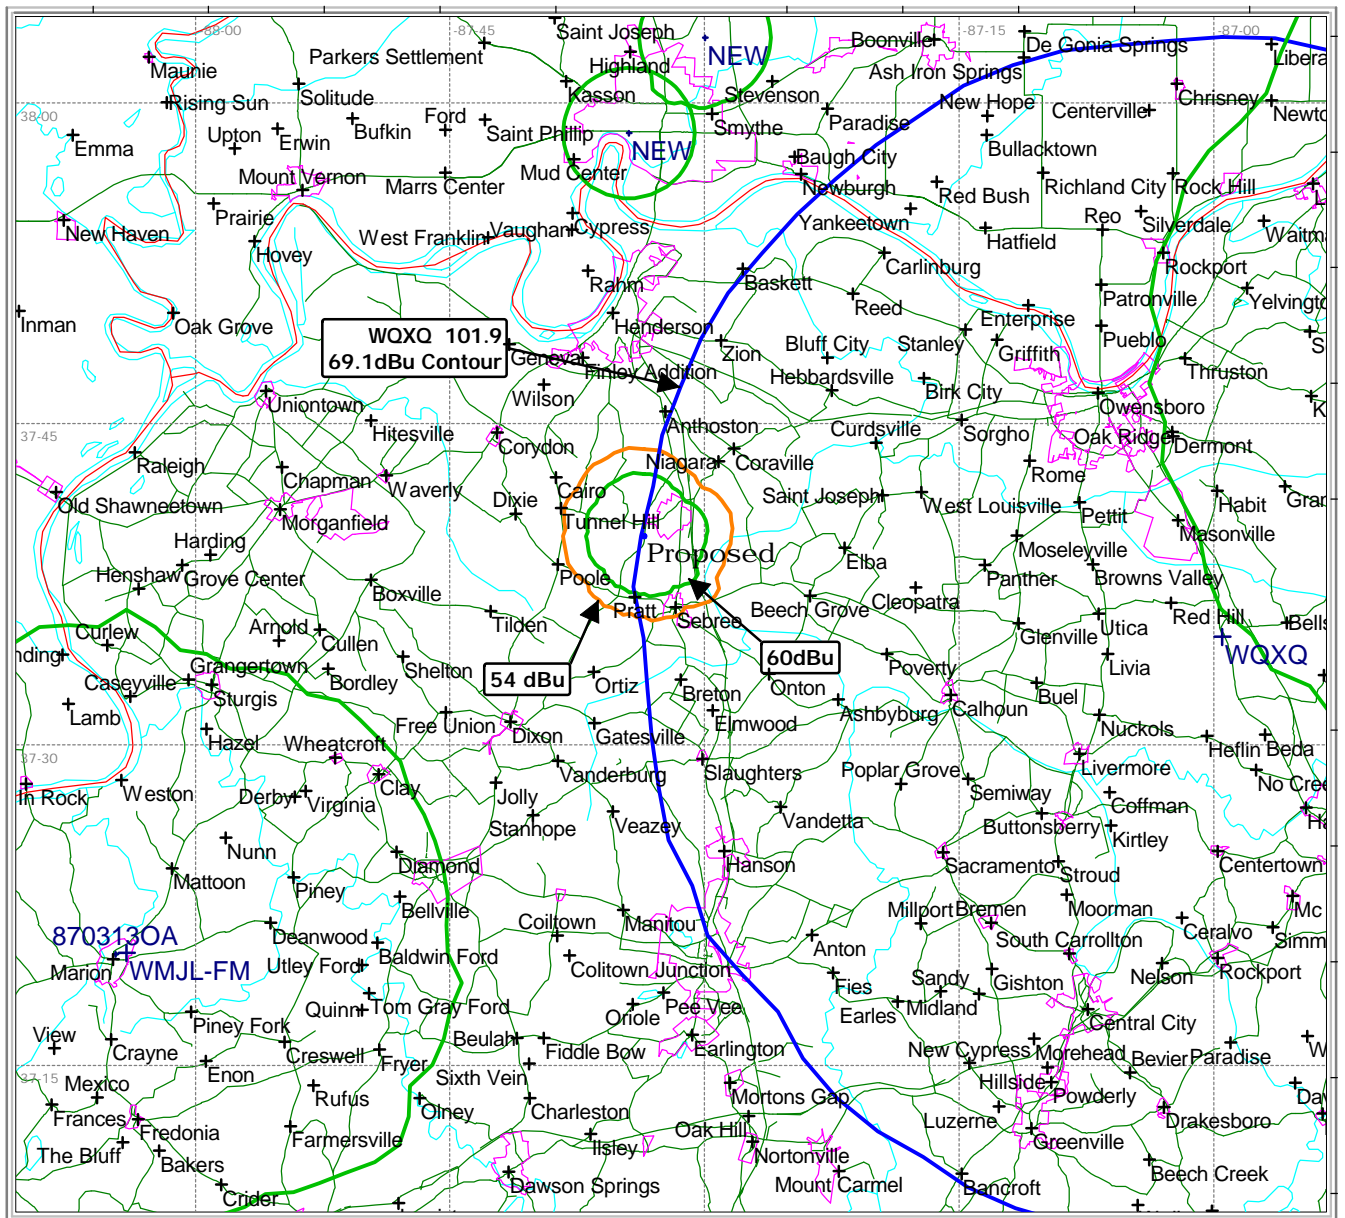 -88-00
-87-45
-87-15
-87-00
Saint Joseph
Parkers Settlement
Maunie
Highland
NEW
Boonville
De Gonia Springs
Libera
Ash Iron Springs
Rising Sun
Solitude
Kasson
Stevenson
New Hope
Centerville
Chrisney
Newto
38-00
Upton
Erwin
Bufkin
Ford
Saint Phillip
Smythe
Paradise
Emma
NEW
Bullacktown
Mount Vernon
Marrs Center
Mud Center
Baugh City
Newburgh
Red Bush
Richland City
Rock Hill
Prairie
Yankeetown
Reo
Silverdale
New Haven
West Franklin
Vaughan
Cypress
Hatfield
Waitm
Hovey
Carlinburg
Rockport
Rahm
Baskett
Reed
Patronville
Yelvingto
Inman
Oak Grove
Henderson
Enterprise
WQXQ 101.9
69.1dBu Contour
Geneva
Finley Addition
Zion
Bluff City
Stanley
Griffith
Pueblo
Hebbardsville
Thruston
Wilson
Birk City
Uniontown
Hitesville
Anthoston
Owensboro
37-45
Corydon
Curdsville
Sorgho
Oak Ridge
Dermont
Raleigh
Niagara
Coraville
Rome
Chapman
Waverly
Cairo
Dixie
Saint Joseph
West Louisville
Pettit
Habit
Gran
Old Shawneetown
Morganfield
Tunnel Hill
Masonville
Harding
Proposed
Elba
Moseleyville
Henshaw
Grove Center
Boxville
Poole
Panther
Browns Valley
Pratt
Sebree
Beech Grove
Cleopatra
Red Hill
Bells
Curlew
Arnold
Cullen
Tilden
Glenville
Utica
WQXQ
nding
Grangertown
Shelton
60dBu
Poverty
Livia
Caseyville
Sturgis
Bordley
54 dBu
Ortiz
Breton
Onton
Buel
Lamb
Free Union
Dixon
Elmwood
Ashbyburg
Calhoun
Nuckols
Hazel
Wheatcroft
Gatesville
Heflin
Beda
37-30
In Rock
Weston
Derby
Virginia
Clay
Vanderburg
Slaughters
Poplar Grove
Livermore
No Cree
Jolly
Semiway
Coffman
Stanhope
Veazey
Vandetta
Buttonsberry
Kirtley
Ha
Nunn
Mattoon
Diamond
Hanson
Sacramento
Stroud
Centertown
Piney
Bellville
Coiltown
Manitou
Millport
Bremen
Moorman
Mc
870313OA
Deanwood
Anton
South Carrollton
Ceralvo
Simm
Marion
WMJL-FM
Utley Ford
Baldwin Ford
Colitown Junction
Fies
Sandy
Gishton
Nelson
Rockport
Quinn
Tom Gray Ford
Oriole
Pee Vee
Earles
Midland
Central City
View
Piney Fork
Crayne
Creswell
Fryer
Beulah
Fiddle Bow
Earlington
New Cypress
Morehead
Bevier
Paradise
W
37-15
Mexico
Enon
Sixth Vein
Hillside
Powderly
Frances
Rufus
Olney
Charleston
Mortons Gap
Luzerne
Da
Drakesboro
Fredonia
Farmersville
Ilsley
Oak Hill
Greenville
The Bluff
Bakers
Nortonville
Crider
Dawson Springs
Mount Carmel
Bancroft
Beech Creek